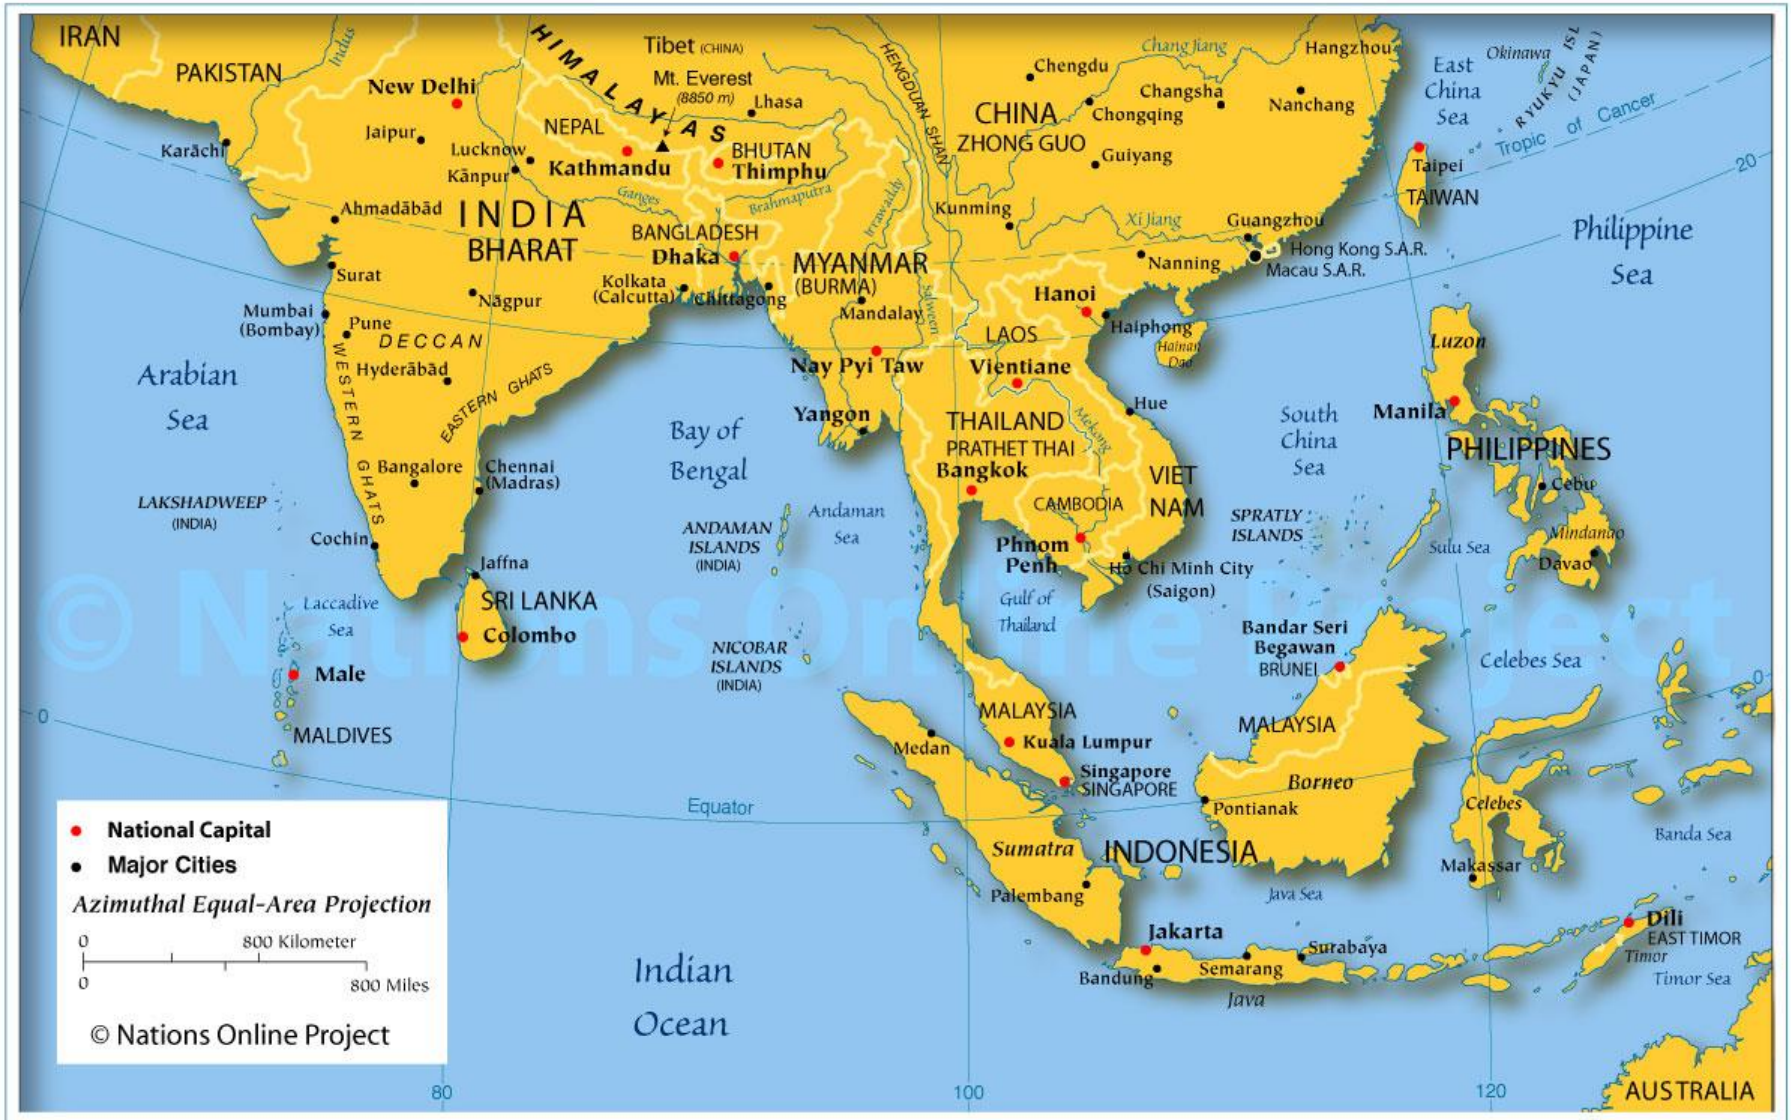 IRAN
PAKISTAN
Indus
HIMALAYAS
Tibet (CHINA)
Mt. Everest
(8850 m)
Lhasa
HENGDUAN SHAN
Chengdu
Chang Jiang
Hangzhou
Okinawa
RYUKYU ISL
(JAPAN)
East
China
Sea
New Delhi
Jaipur
NEPAL
Kathmandu
BHUTAN
Thimphu
CHINA
ZHONG GUO
Chongqing
Changsha
Nanchang
Tropic of Cancer
Karāchi
Lucknow
Kānpur
Guiyang
Taipei
TAIWAN
20
Ahmadābād
INDIA
BHARAT
Ganges
Brahmaputra
Irrawaddy
Kunming
Xi Jiang
Guangzhou
Hong Kong S.A.R.
Macau S.A.R.
Philippine
Sea
BANGLADESH
Dhaka
MYANMAR
(BURMA)
Nanning
Surat
Nāgpur
Kolkata
(Calcutta)
Chittagong
Mandalay
Salween
Hanoi
Haiphong
Hainan
Dao
Mumbai
(Bombay)
Pune
DECCAN
Hyderābād
WESTERN GHATS
EASTERN GHATS
LAOS
Nay Pyi Taw
Vientiane
Luzon
Arabian
Sea
Bay of
Bengal
Yangon
THAILAND
PRATHET THAI
Bangkok
Mekong
Hue
VIET
NAM
South
China
Sea
Manila
PHILIPPINES
Cebu
Bangalore
Chennai
(Madras)
LAKSHADWEEP
(INDIA)
Cochin
Jaffna
ANDAMAN
ISLANDS
(INDIA)
Andaman
Sea
CAMBODIA
Phnom
Penh
Ho Chi Minh City
(Saigon)
SPRATLY
ISLANDS
Sulu Sea
Mindanao
Davao
© Nations Online Project
Laccadive
Sea
SRI LANKA
Colombo
Gulf of
Thailand
Male
MALDIVES
NICOBAR
ISLANDS
(INDIA)
Bandar Seri
Begawan
BRUNEI
Celebes Sea
0
0
MALAYSIA
Kuala Lumpur
Medan
MALAYSIA
Singapore
SINGAPORE
Borneo
Pontianak
Equator
Celebes
Banda Sea
Sumatra
INDONESIA
Makassar
Palembang
Java Sea
Jakarta
Bandung
Semarang
Surabaya
Java
Dili
EAST TIMOR
Timor
Timor Sea
Indian
Ocean
AUSTRALIA
National Capital
Major Cities
Azimuthal Equal-Area Projection
0 800 Kilometer
0 800 Miles
© Nations Online Project
80 100 120